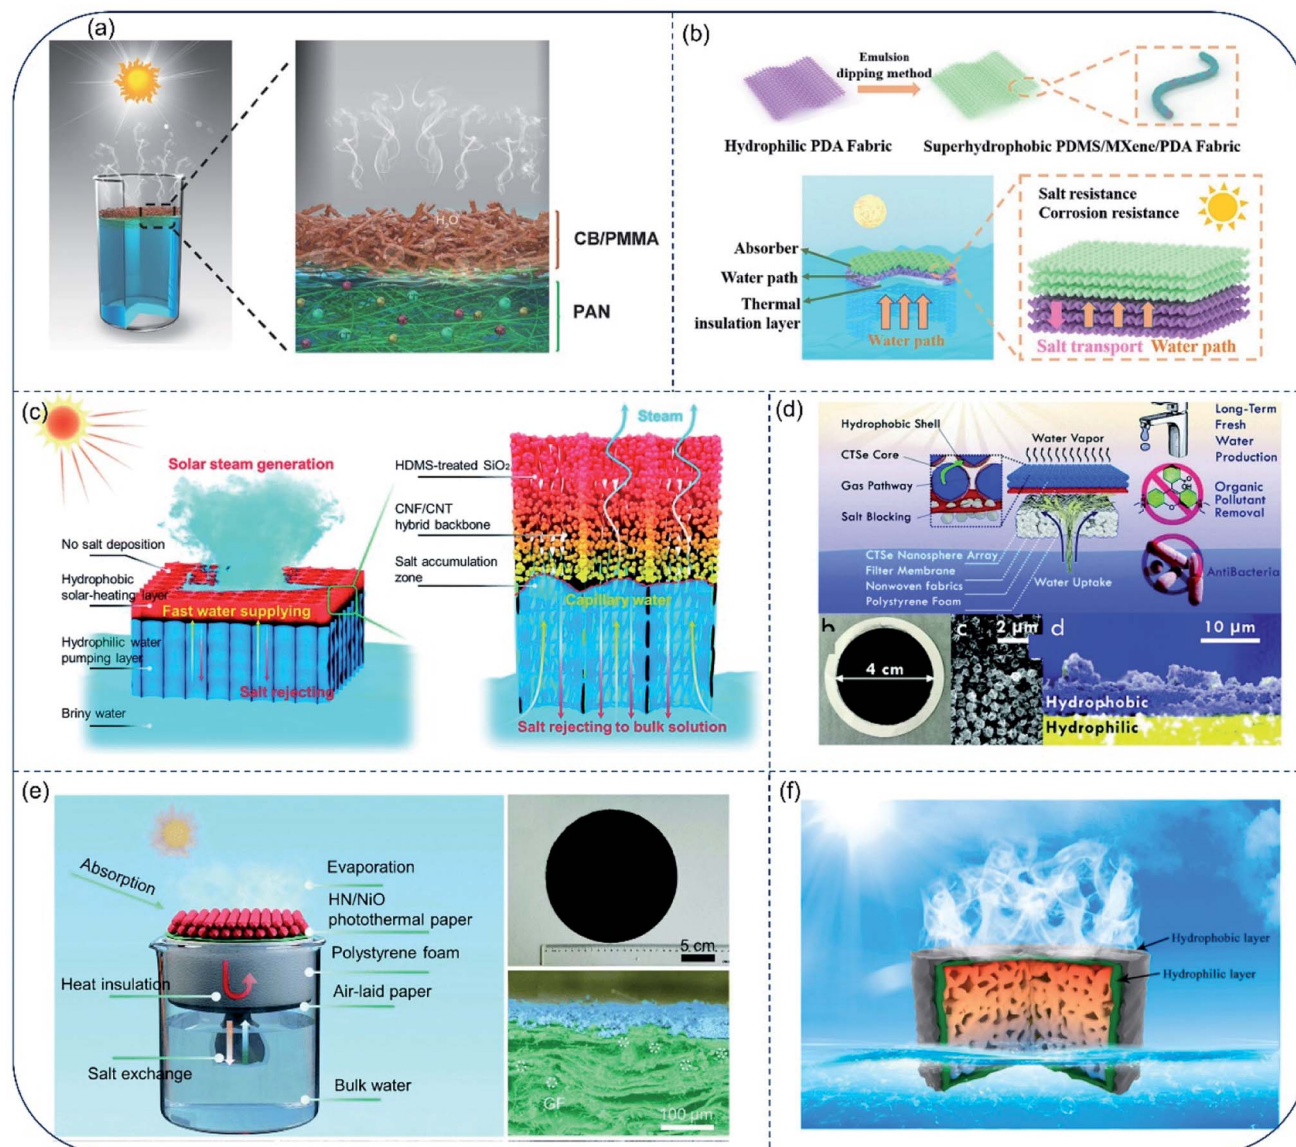 (a)
H₂O
CB/PMMA
PAN
(b)
Emulsion
dipping method
Hydrophilic PDA Fabric
Superhydrophobic PDMS/MXene/PDA Fabric
Absorber
Water path
Thermal
insulation layer
Water path
Salt resistance
Corrosion resistance
Salt transport
Water path
(c)
Solar steam generation
No salt deposition
Hydrophobic
solar-heating layer
Fast water supplying
Hydrophilic water
pumping layer
Salt rejecting
Briny water
Steam
HDMS-treated SiO₂
CNF/CNT
hybrid backbone
Salt accumulation
zone
Capillary water
Salt rejecting to bulk solution
(d)
Hydrophobic Shell
CTSe Core
Gas Pathway
Salt Blocking
Water Vapor
CTSe Nanosphere Array
Filter Membrane
Nonwoven fabrics
Polystyrene Foam
Water Uptake
Long-Term
Fresh
Water
Production
Organic
Pollutant
Removal
AntiBacteria
b
4 cm
c
2 μm
d
10 μm
Hydrophobic
Hydrophilic
(e)
Absorption
Evaporation
HN/NiO
photothermal paper
Polystyrene foam
Heat insulation
Air-laid paper
Salt exchange
Bulk water
5 cm
GF
100 μm
(f)
Hydrophobic layer
Hydrophilic layer